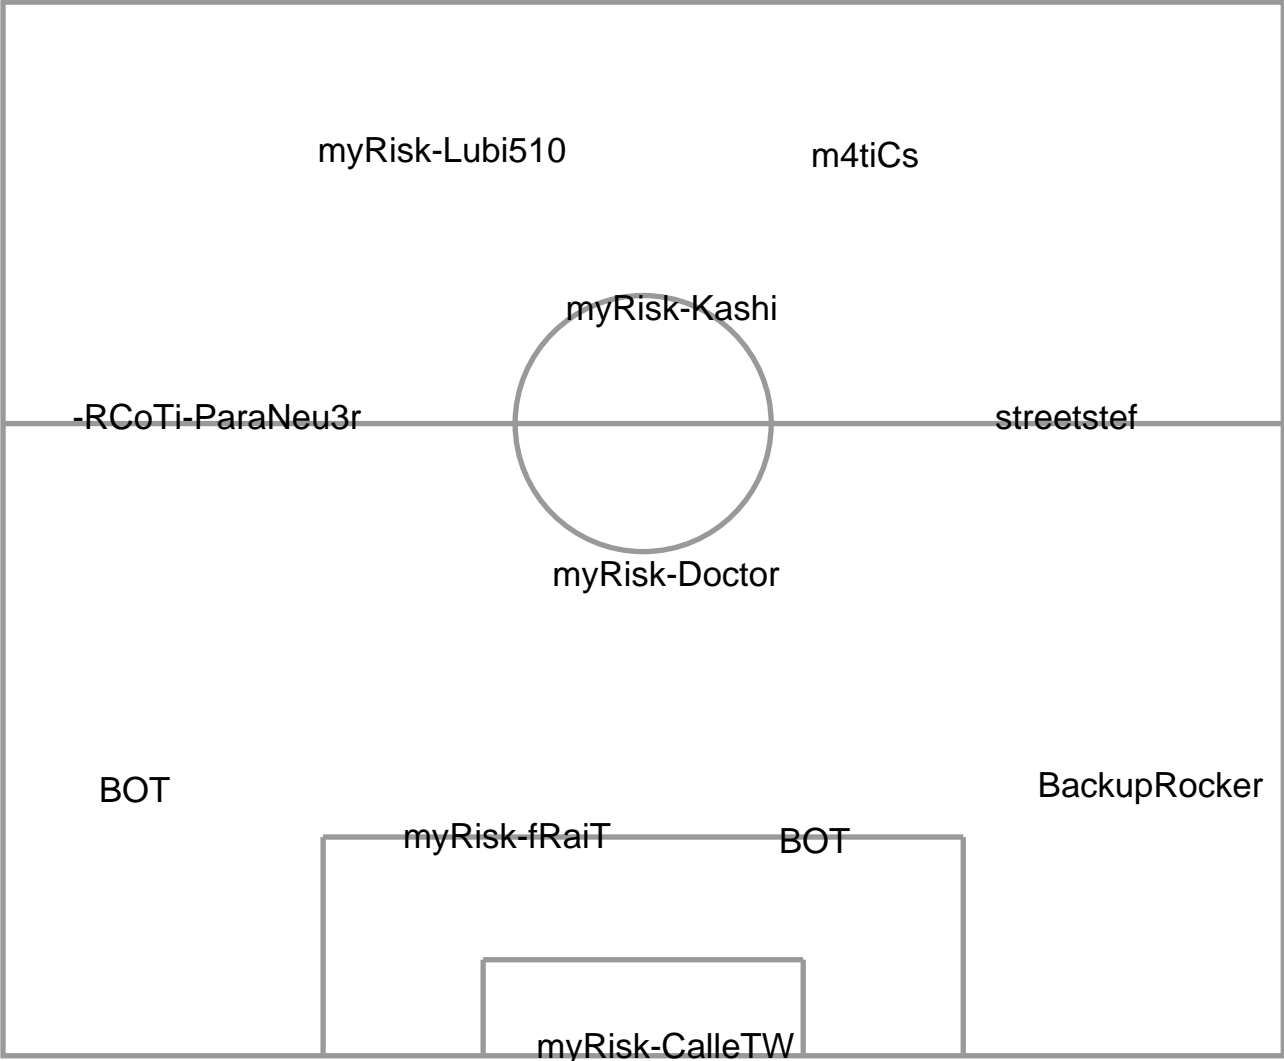 myRisk-Lubi510
m4tiCs
myRisk-Kashi
-RCoTi-ParaNeu3r
streetstef
myRisk-Doctor
BOT
BackupRocker
myRisk-fRaiT
BOT
myRisk-CalleTW